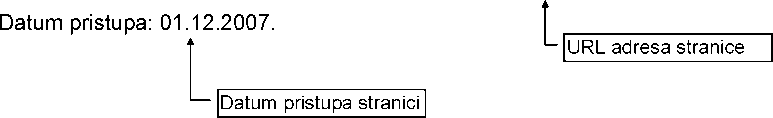 Datum pristupa: 01.12.2007.
URL adresa stranice
Datum pristupa stranici